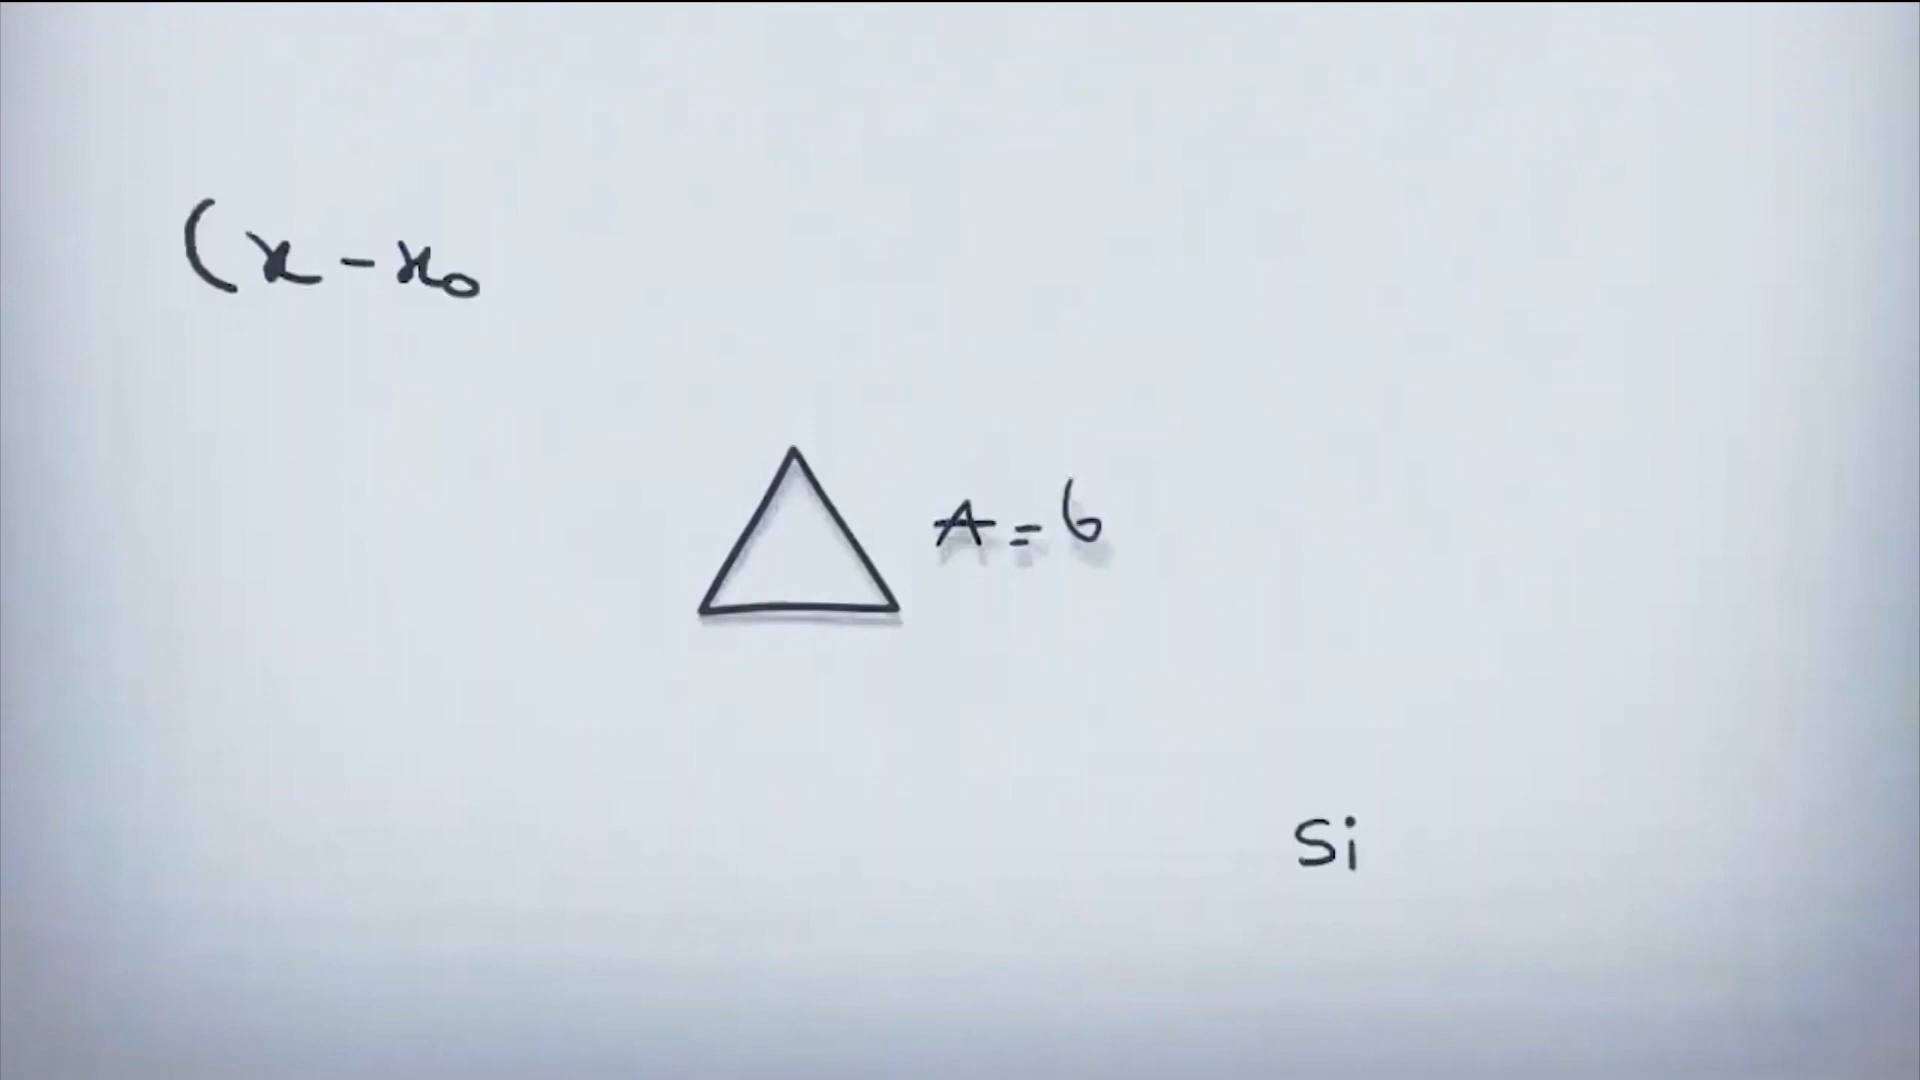 (x - x₀
A = 6
Si